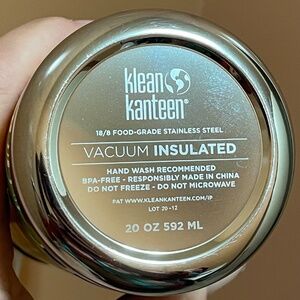 klean
kanteen®
18/8 FOOD-GRADE STAINLESS STEEL
VACUUM INSULATED
HAND WASH RECOMMENDED
BPA-FREE - RESPONSIBLY MADE IN CHINA
DO NOT FREEZE - DO NOT MICROWAVE
PAT WWW.KLEANKANTEEN.COM/IP
LOT 20-12
20 OZ 592 ML